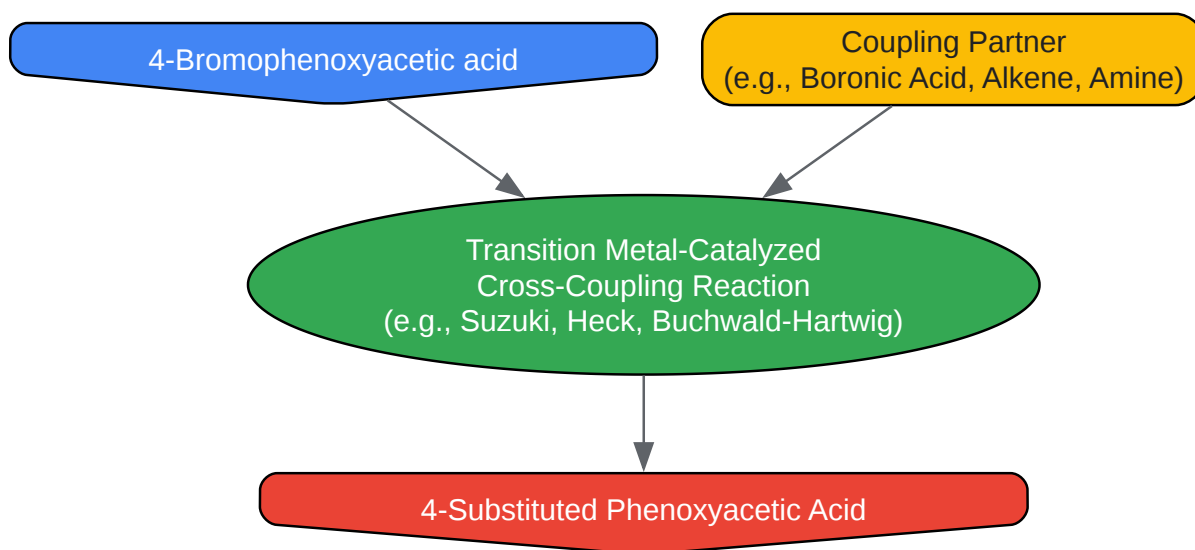 4-Bromophenoxyacetic acid
Coupling Partner
(e.g., Boronic Acid, Alkene, Amine)
Transition Metal-Catalyzed
Cross-Coupling Reaction
(e.g., Suzuki, Heck, Buchwald-Hartwig)
4-Substituted Phenoxyacetic Acid